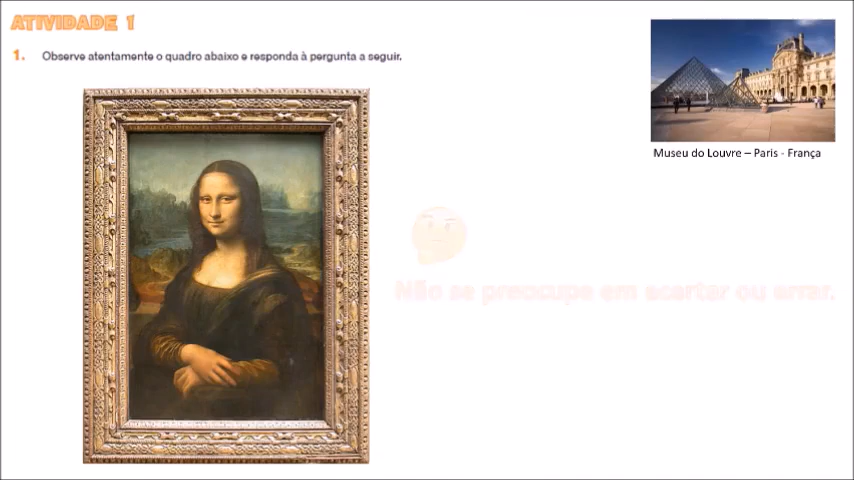 ATIVIDADE 1
1. Observe atentamente o quadro abaixo e responda à pergunta a seguir.
Museu do Louvre – Paris - França
Não se preocupe em acertar ou errar.